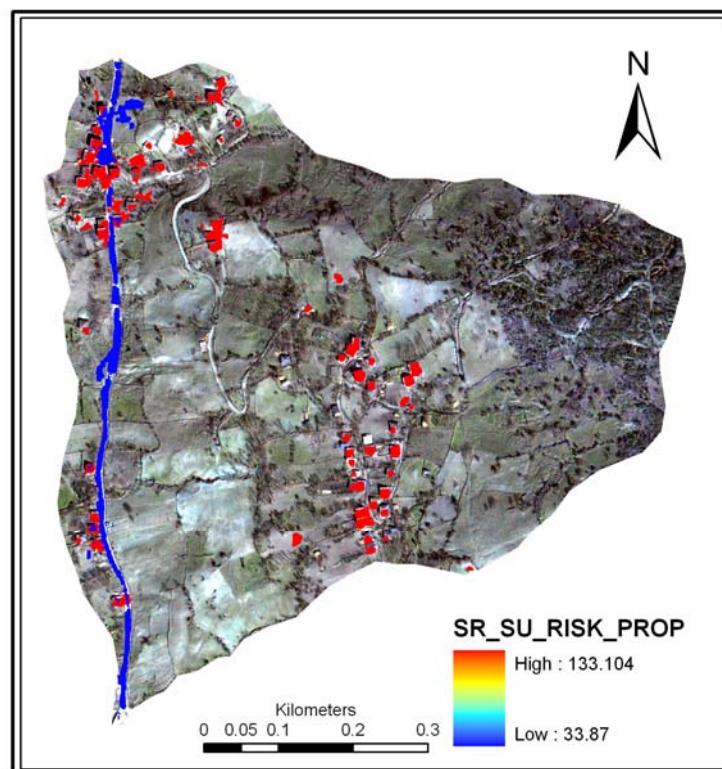 N
SR_SU_RISK_PROP
High : 133.104
Low : 33.87
Kilometers
0 0.05 0.1 0.2 0.3